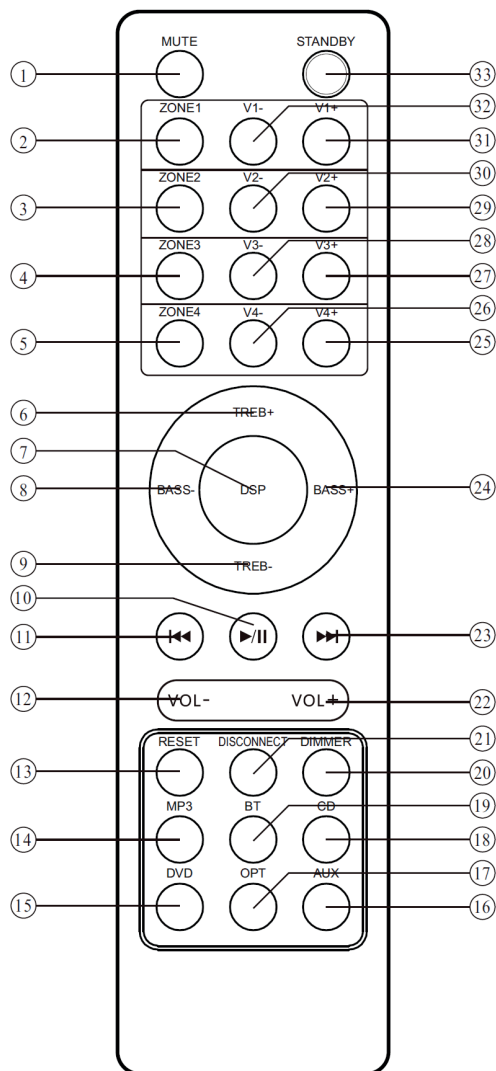 MUTE STANDBY
1 33
32
ZONE1 V1- V1+
2 31
30
ZONE2 V2- V2+
3 29
28
ZONE3 V3- V3+
4 27
26
ZONE4 V4- V4+
5 25
6 TREB+
7
8 BASS- DSP BASS+ 24
9 TREB-
10
11 23
12 VOL- VOL+ 22
21
RESET DISCONNECT DIMMER
13 20
19
MP3 BT CD
14 18
17
DVD OPT AUX
15 16